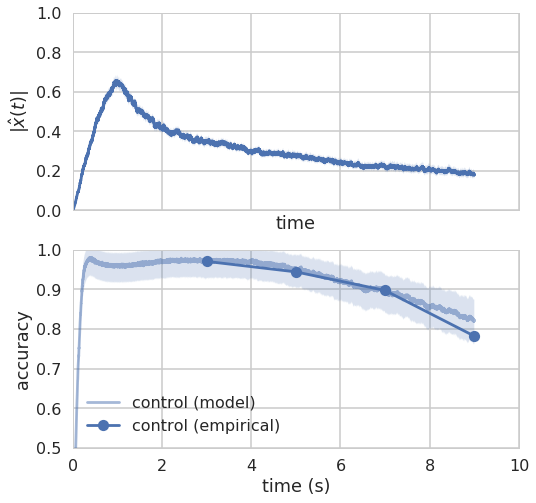 1.0
0.8
0.6
0.4
0.2
0.0
|x̂(t)|
time
1.0
0.9
0.8
0.7
0.6
0.5
accuracy
control (model)
control (empirical)
0 2 4 6 8 10
time (s)